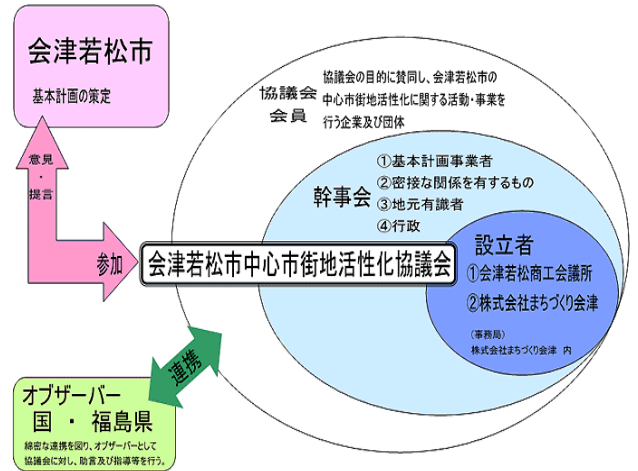 会津若松市
基本計画の策定
意見
・
提言
参加
協議会
会員
協議会の目的に賛同し、会津若松市の
中心市街地活性化に関する活動・事業を
行う企業及び団体
幹事会
①基本計画事業者
②密接な関係を有するもの
③地元有識者
④行政
会津若松市中心市街地活性化協議会
設立者
①会津若松商工会議所
②株式会社まちづくり会津
（事務局）
株式会社まちづくり会津 内
連携
オブザーバー
国 ・ 福島県
綿密な連携を図り、オブザーバーとして
協議会に対し、助言及び指導等を行う。